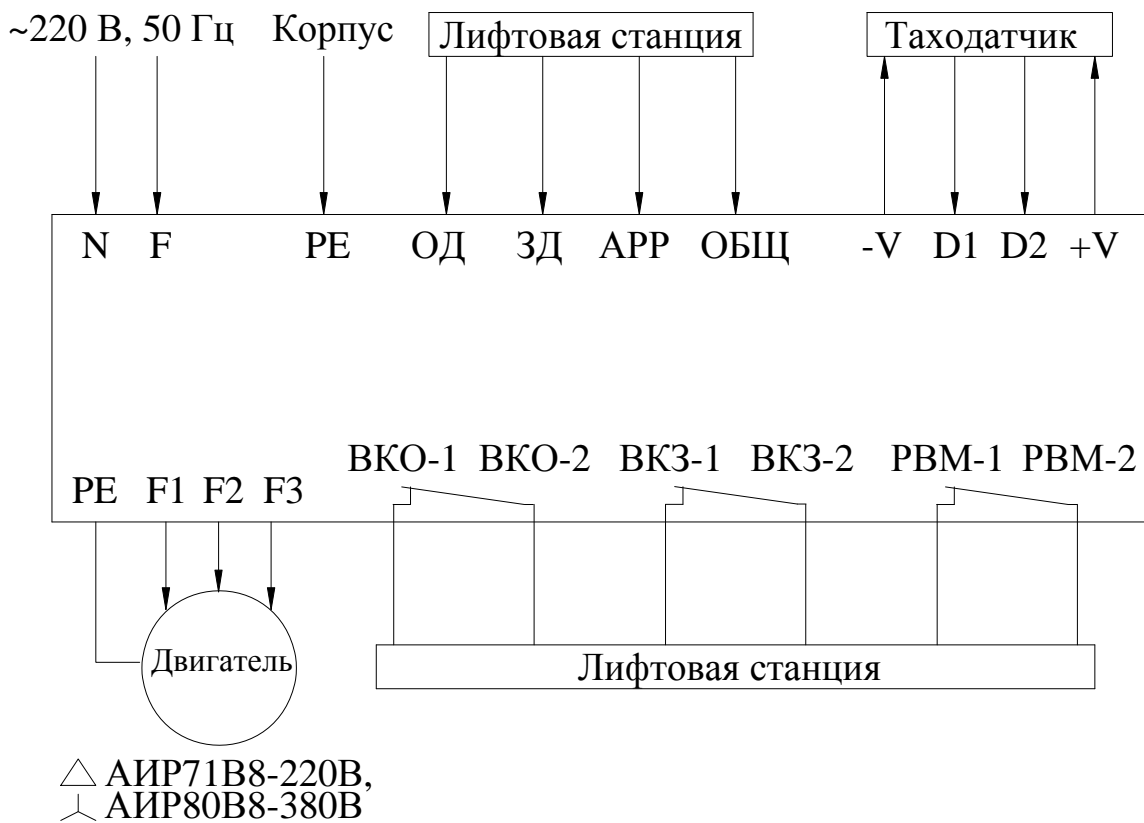 ~220 В, 50 Гц Корпус Лифтовая станция Таходатчик
N F PE ОД ЗД АРР ОБЩ -V D1 D2 +V
ВКО-1 ВКО-2 ВКЗ-1 ВКЗ-2 РВМ-1 РВМ-2
PE F1 F2 F3
Двигатель Лифтовая станция
АИР71В8-220В,
АИР80В8-380В